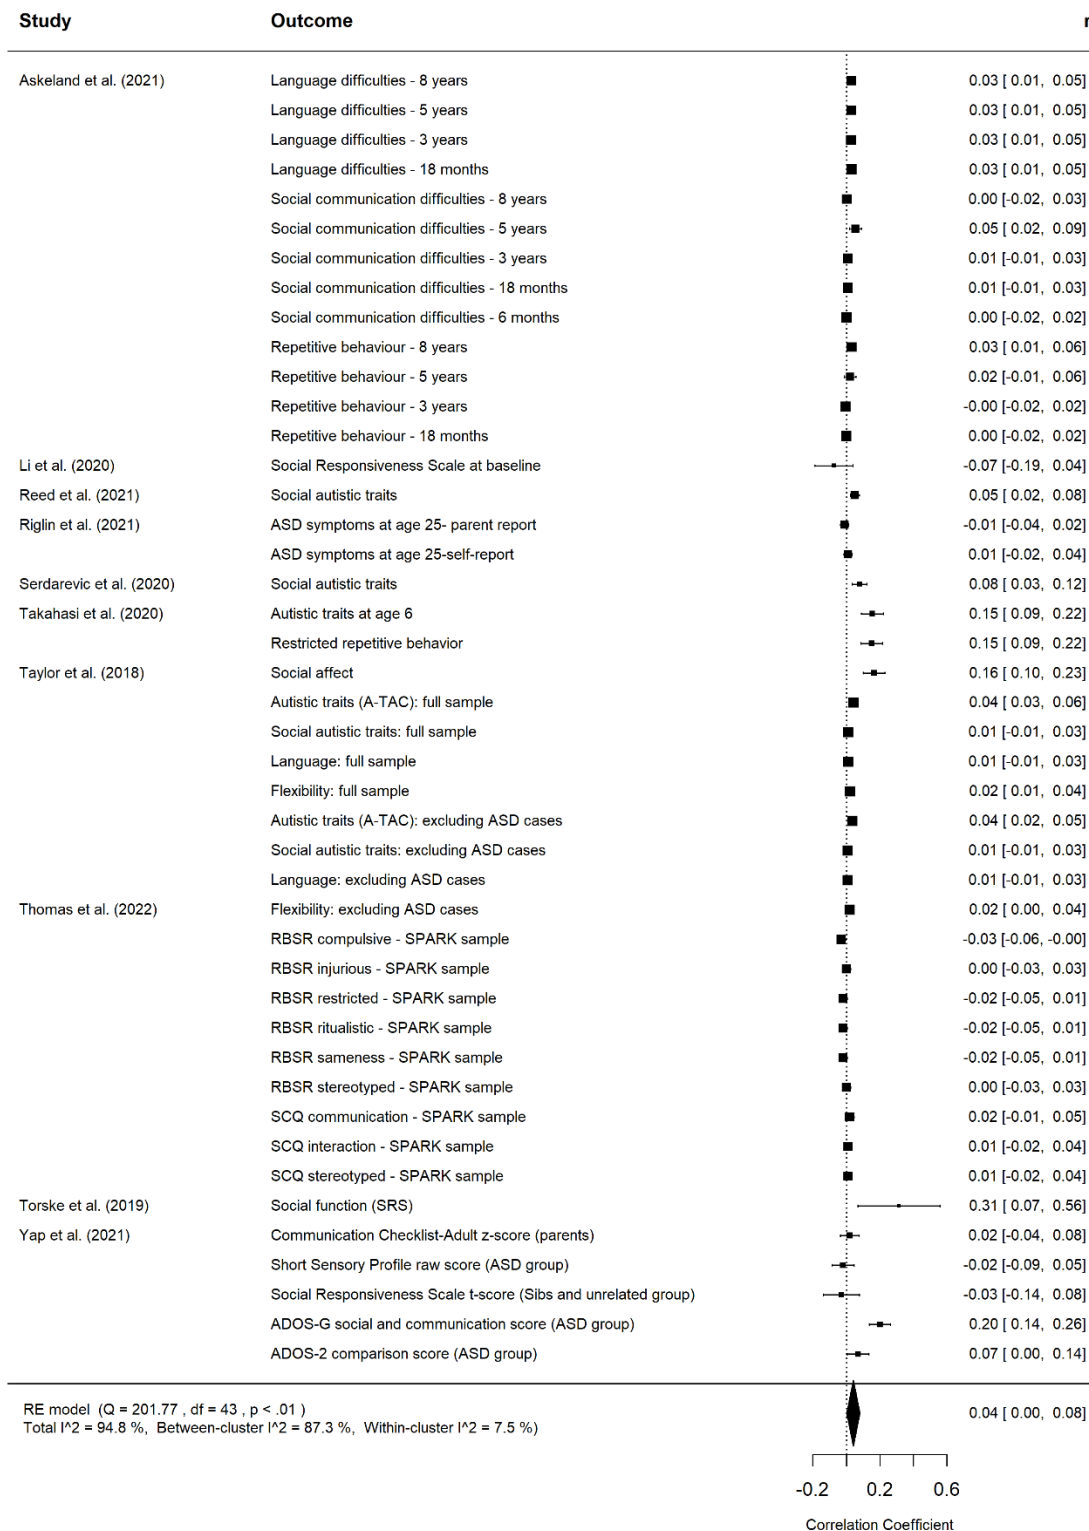 Study Outcome r
Askeland et al. (2021) Language difficulties - 8 years 0.03 [ 0.01, 0.05]
Language difficulties - 5 years 0.03 [ 0.01, 0.05]
Language difficulties - 3 years 0.03 [ 0.01, 0.05]
Language difficulties - 18 months 0.03 [ 0.01, 0.05]
Social communication difficulties - 8 years 0.00 [-0.02, 0.03]
Social communication difficulties - 5 years 0.05 [ 0.02, 0.09]
Social communication difficulties - 3 years 0.01 [-0.01, 0.03]
Social communication difficulties - 18 months 0.01 [-0.01, 0.03]
Social communication difficulties - 6 months 0.00 [-0.02, 0.02]
Repetitive behaviour - 8 years 0.03 [ 0.01, 0.06]
Repetitive behaviour - 5 years 0.02 [-0.01, 0.06]
Repetitive behaviour - 3 years -0.00 [-0.02, 0.02]
Repetitive behaviour - 18 months 0.00 [-0.02, 0.02]
Li et al. (2020) Social Responsiveness Scale at baseline -0.07 [-0.19, 0.04]
Reed et al. (2021) Social autistic traits 0.05 [ 0.02, 0.08]
Riglin et al. (2021) ASD symptoms at age 25- parent report -0.01 [-0.04, 0.02]
ASD symptoms at age 25-self-report 0.01 [-0.02, 0.04]
Serdarevic et al. (2020) Social autistic traits 0.08 [ 0.03, 0.12]
Takahasi et al. (2020) Autistic traits at age 6 0.15 [ 0.09, 0.22]
Restricted repetitive behavior 0.15 [ 0.09, 0.22]
Taylor et al. (2018) Social affect 0.16 [ 0.10, 0.23]
Autistic traits (A-TAC): full sample 0.04 [ 0.03, 0.06]
Social autistic traits: full sample 0.01 [-0.01, 0.03]
Language: full sample 0.01 [-0.01, 0.03]
Flexibility: full sample 0.02 [ 0.01, 0.04]
Autistic traits (A-TAC): excluding ASD cases 0.04 [ 0.02, 0.05]
Social autistic traits: excluding ASD cases 0.01 [-0.01, 0.03]
Language: excluding ASD cases 0.01 [-0.01, 0.03]
Thomas et al. (2022) Flexibility: excluding ASD cases 0.02 [ 0.00, 0.04]
RBSR compulsive - SPARK sample -0.03 [-0.06, -0.00]
RBSR injurious - SPARK sample 0.00 [-0.03, 0.03]
RBSR restricted - SPARK sample -0.02 [-0.05, 0.01]
RBSR ritualistic - SPARK sample -0.02 [-0.05, 0.01]
RBSR sameness - SPARK sample -0.02 [-0.05, 0.01]
RBSR stereotyped - SPARK sample 0.00 [-0.03, 0.03]
SCQ communication - SPARK sample 0.02 [-0.01, 0.05]
SCQ interaction - SPARK sample 0.01 [-0.02, 0.04]
SCQ stereotyped - SPARK sample 0.01 [-0.02, 0.04]
Torske et al. (2019) Social function (SRS) 0.31 [ 0.07, 0.56]
Yap et al. (2021) Communication Checklist-Adult z-score (parents) 0.02 [-0.04, 0.08]
Short Sensory Profile raw score (ASD group) -0.02 [-0.09, 0.05]
Social Responsiveness Scale t-score (Sibs and unrelated group) -0.03 [-0.14, 0.08]
ADOS-G social and communication score (ASD group) 0.20 [ 0.14, 0.26]
ADOS-2 comparison score (ASD group) 0.07 [ 0.00, 0.14]
RE model (Q = 201.77 , df = 43 , p < .01 ) 0.04 [ 0.00, 0.08]
Total I^2 = 94.8 %, Between-cluster I^2 = 87.3 %, Within-cluster I^2 = 7.5 %)
-0.2 0.2 0.6
Correlation Coefficient